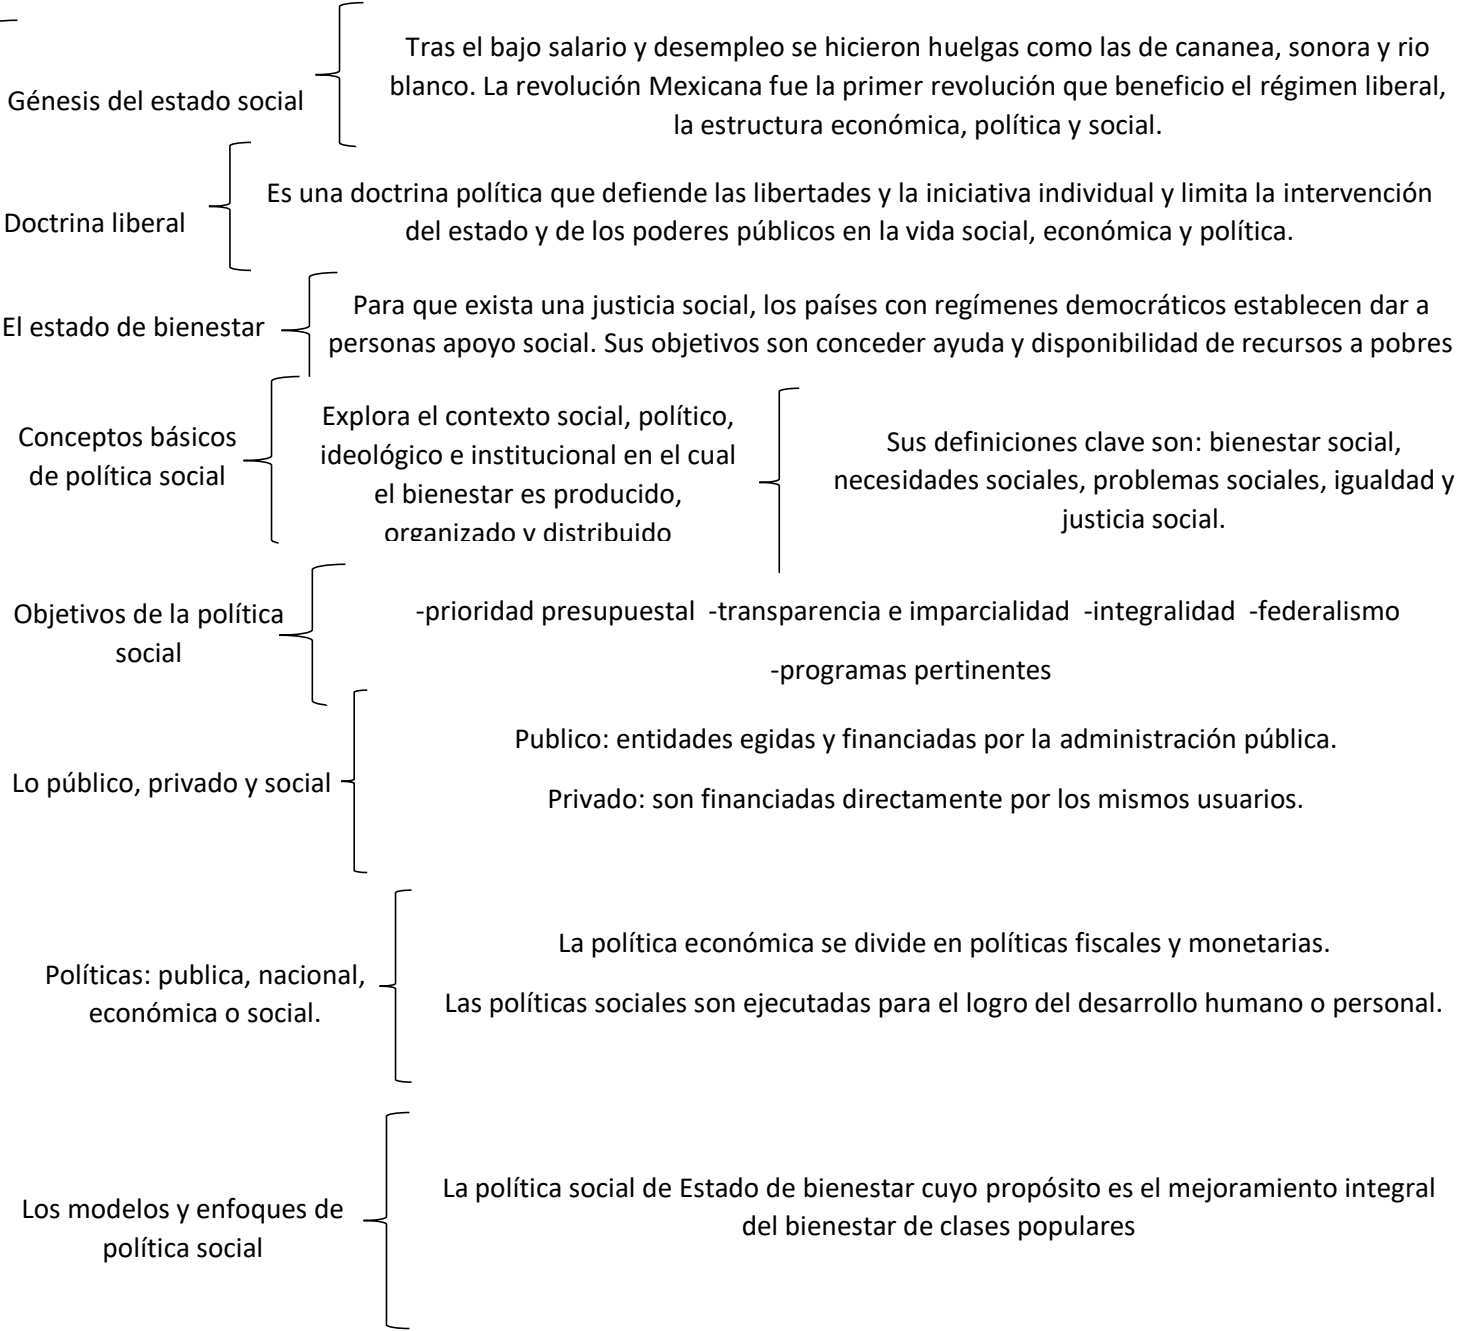 Génesis del estado social
Tras el bajo salario y desempleo se hicieron huelgas como las de cananea, sonora y rio
blanco. La revolución Mexicana fue la primer revolución que beneficio el régimen liberal,
la estructura económica, política y social.
Doctrina liberal
Es una doctrina política que defiende las libertades y la iniciativa individual y limita la intervención
del estado y de los poderes públicos en la vida social, económica y política.
El estado de bienestar
Para que exista una justicia social, los países con regímenes democráticos establecen dar a
personas apoyo social. Sus objetivos son conceder ayuda y disponibilidad de recursos a pobres
Conceptos básicos
de política social
Explora el contexto social, político,
ideológico e institucional en el cual
el bienestar es producido,
organizado y distribuido
Sus definiciones clave son: bienestar social,
necesidades sociales, problemas sociales, igualdad y
justicia social.
Objetivos de la política
social
-prioridad presupuestal -transparencia e imparcialidad -integralidad -federalismo
-programas pertinentes
Lo público, privado y social
Publico: entidades egidas y financiadas por la administración pública.
Privado: son financiadas directamente por los mismos usuarios.
Políticas: publica, nacional,
económica o social.
La política económica se divide en políticas fiscales y monetarias.
Las políticas sociales son ejecutadas para el logro del desarrollo humano o personal.
Los modelos y enfoques de
política social
La política social de Estado de bienestar cuyo propósito es el mejoramiento integral
del bienestar de clases populares